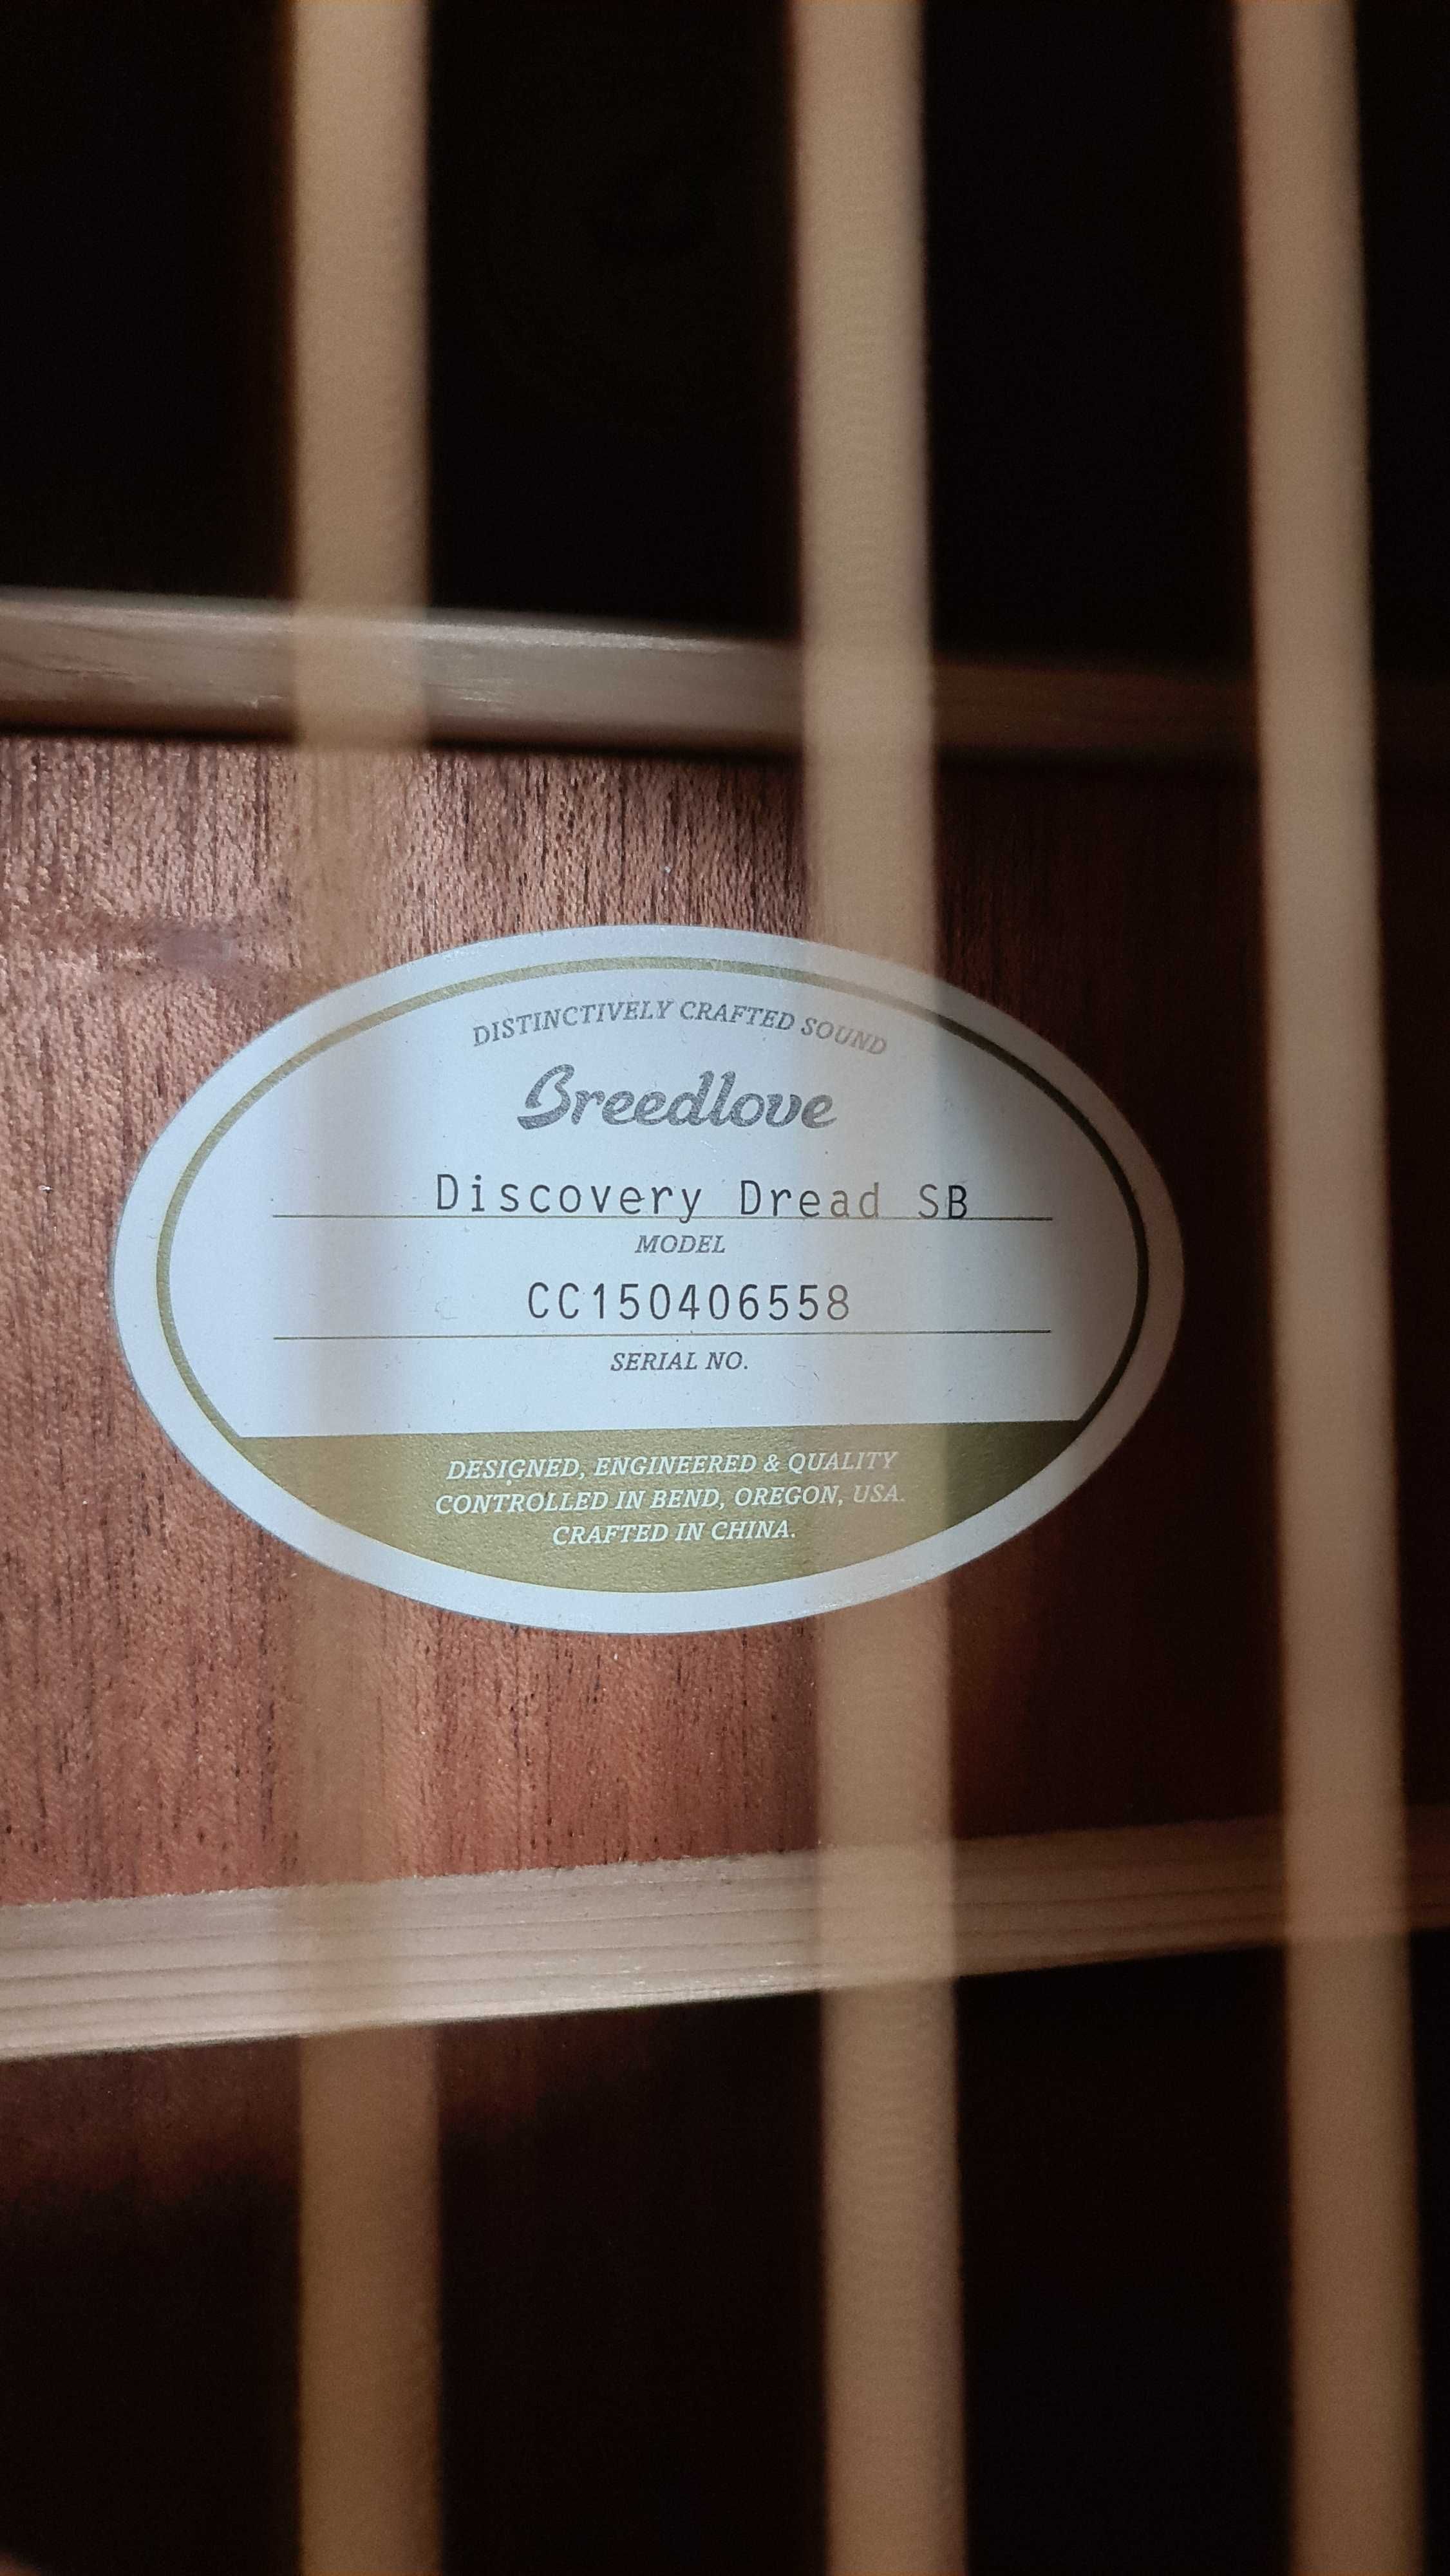 DISTINCTIVELY CRAFTED SOUND
Breedlove
Discovery Dread SB
MODEL
CC150406558
SERIAL NO.
DESIGNED, ENGINEERED & QUALITY
CONTROLLED IN BEND, OREGON, USA.
CRAFTED IN CHINA.